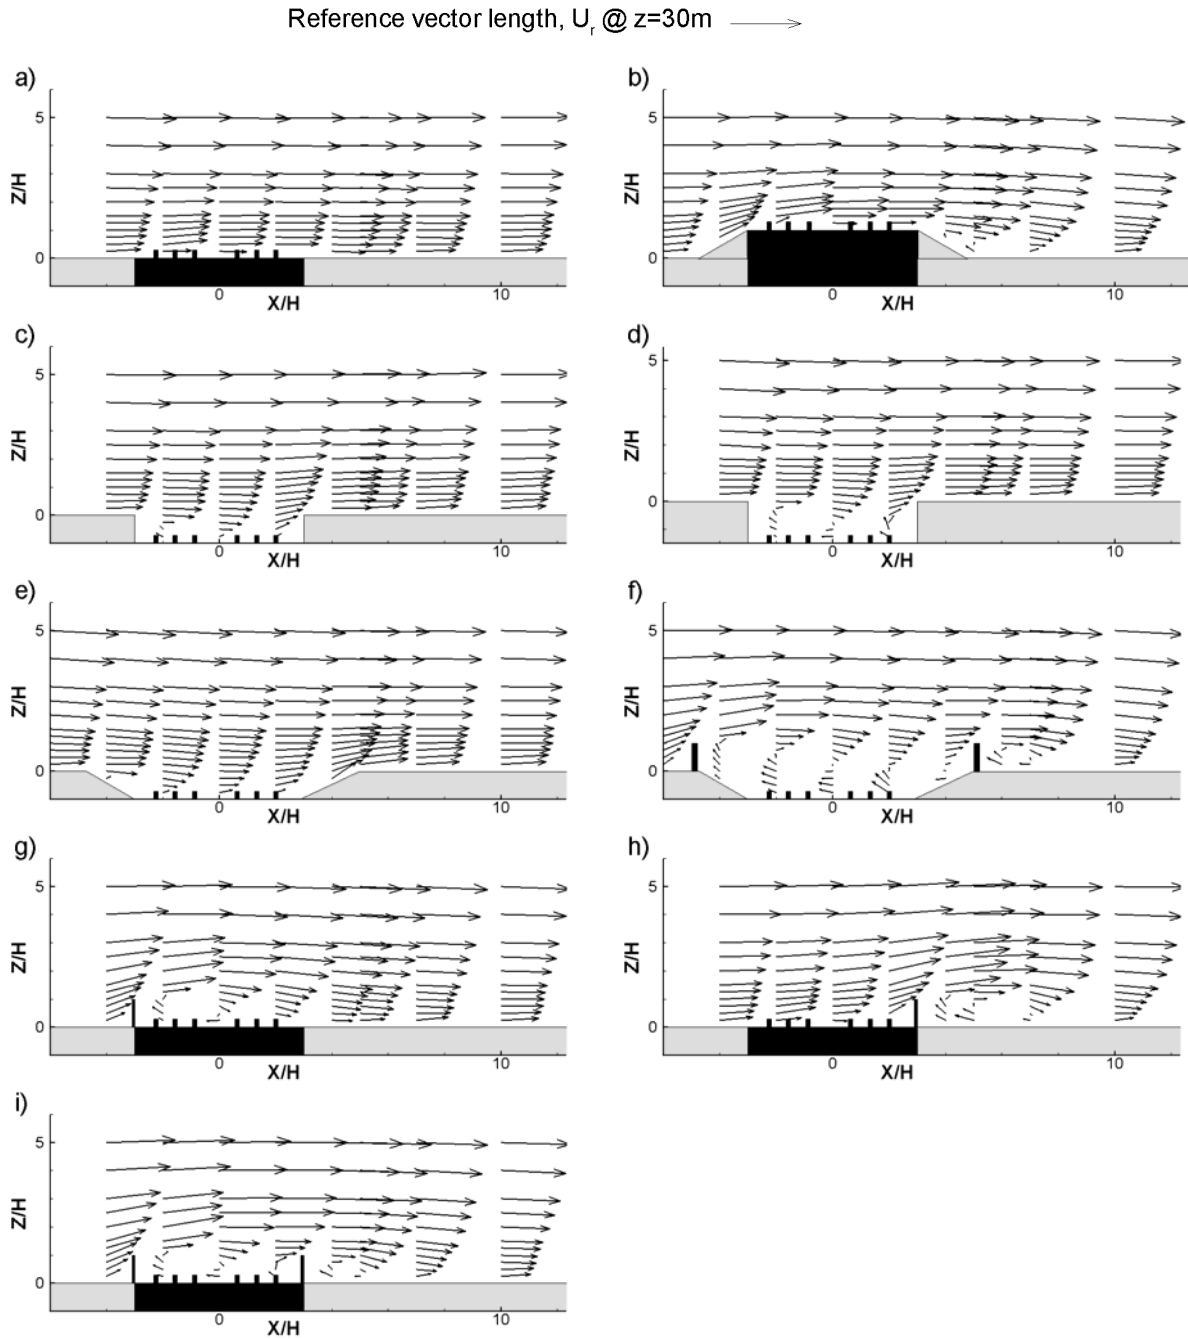 Reference vector length, Ur @ z=30m
a) b)
5 5
Z/H Z/H
0 0
0 10 0 10
X/H X/H
c) d)
5 5
Z/H Z/H
0 0
0 10 0 10
X/H X/H
e) f)
5 5
Z/H Z/H
0 0
0 10 0 10
X/H X/H
g) h)
5 5
Z/H Z/H
0 0
0 10 0 10
X/H X/H
i)
5
Z/H
0
0 10
X/H